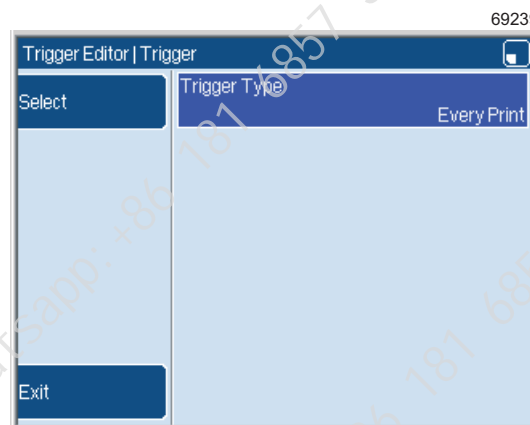 6923
Trigger Editor | Trigger
Select
Trigger Type
Every Print
Exit